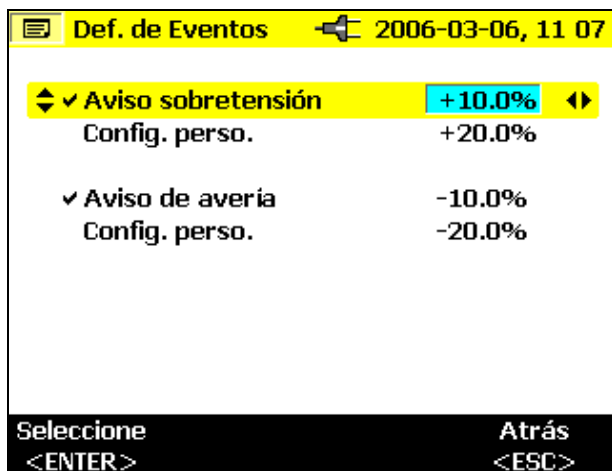 Def. de Eventos 2006-03-06, 11 07
✔ Aviso sobretensión +10.0%
Config. perso. +20.0%
✔ Aviso de avería -10.0%
Config. perso. -20.0%
Seleccione Atrás
<ENTER> <ESC>